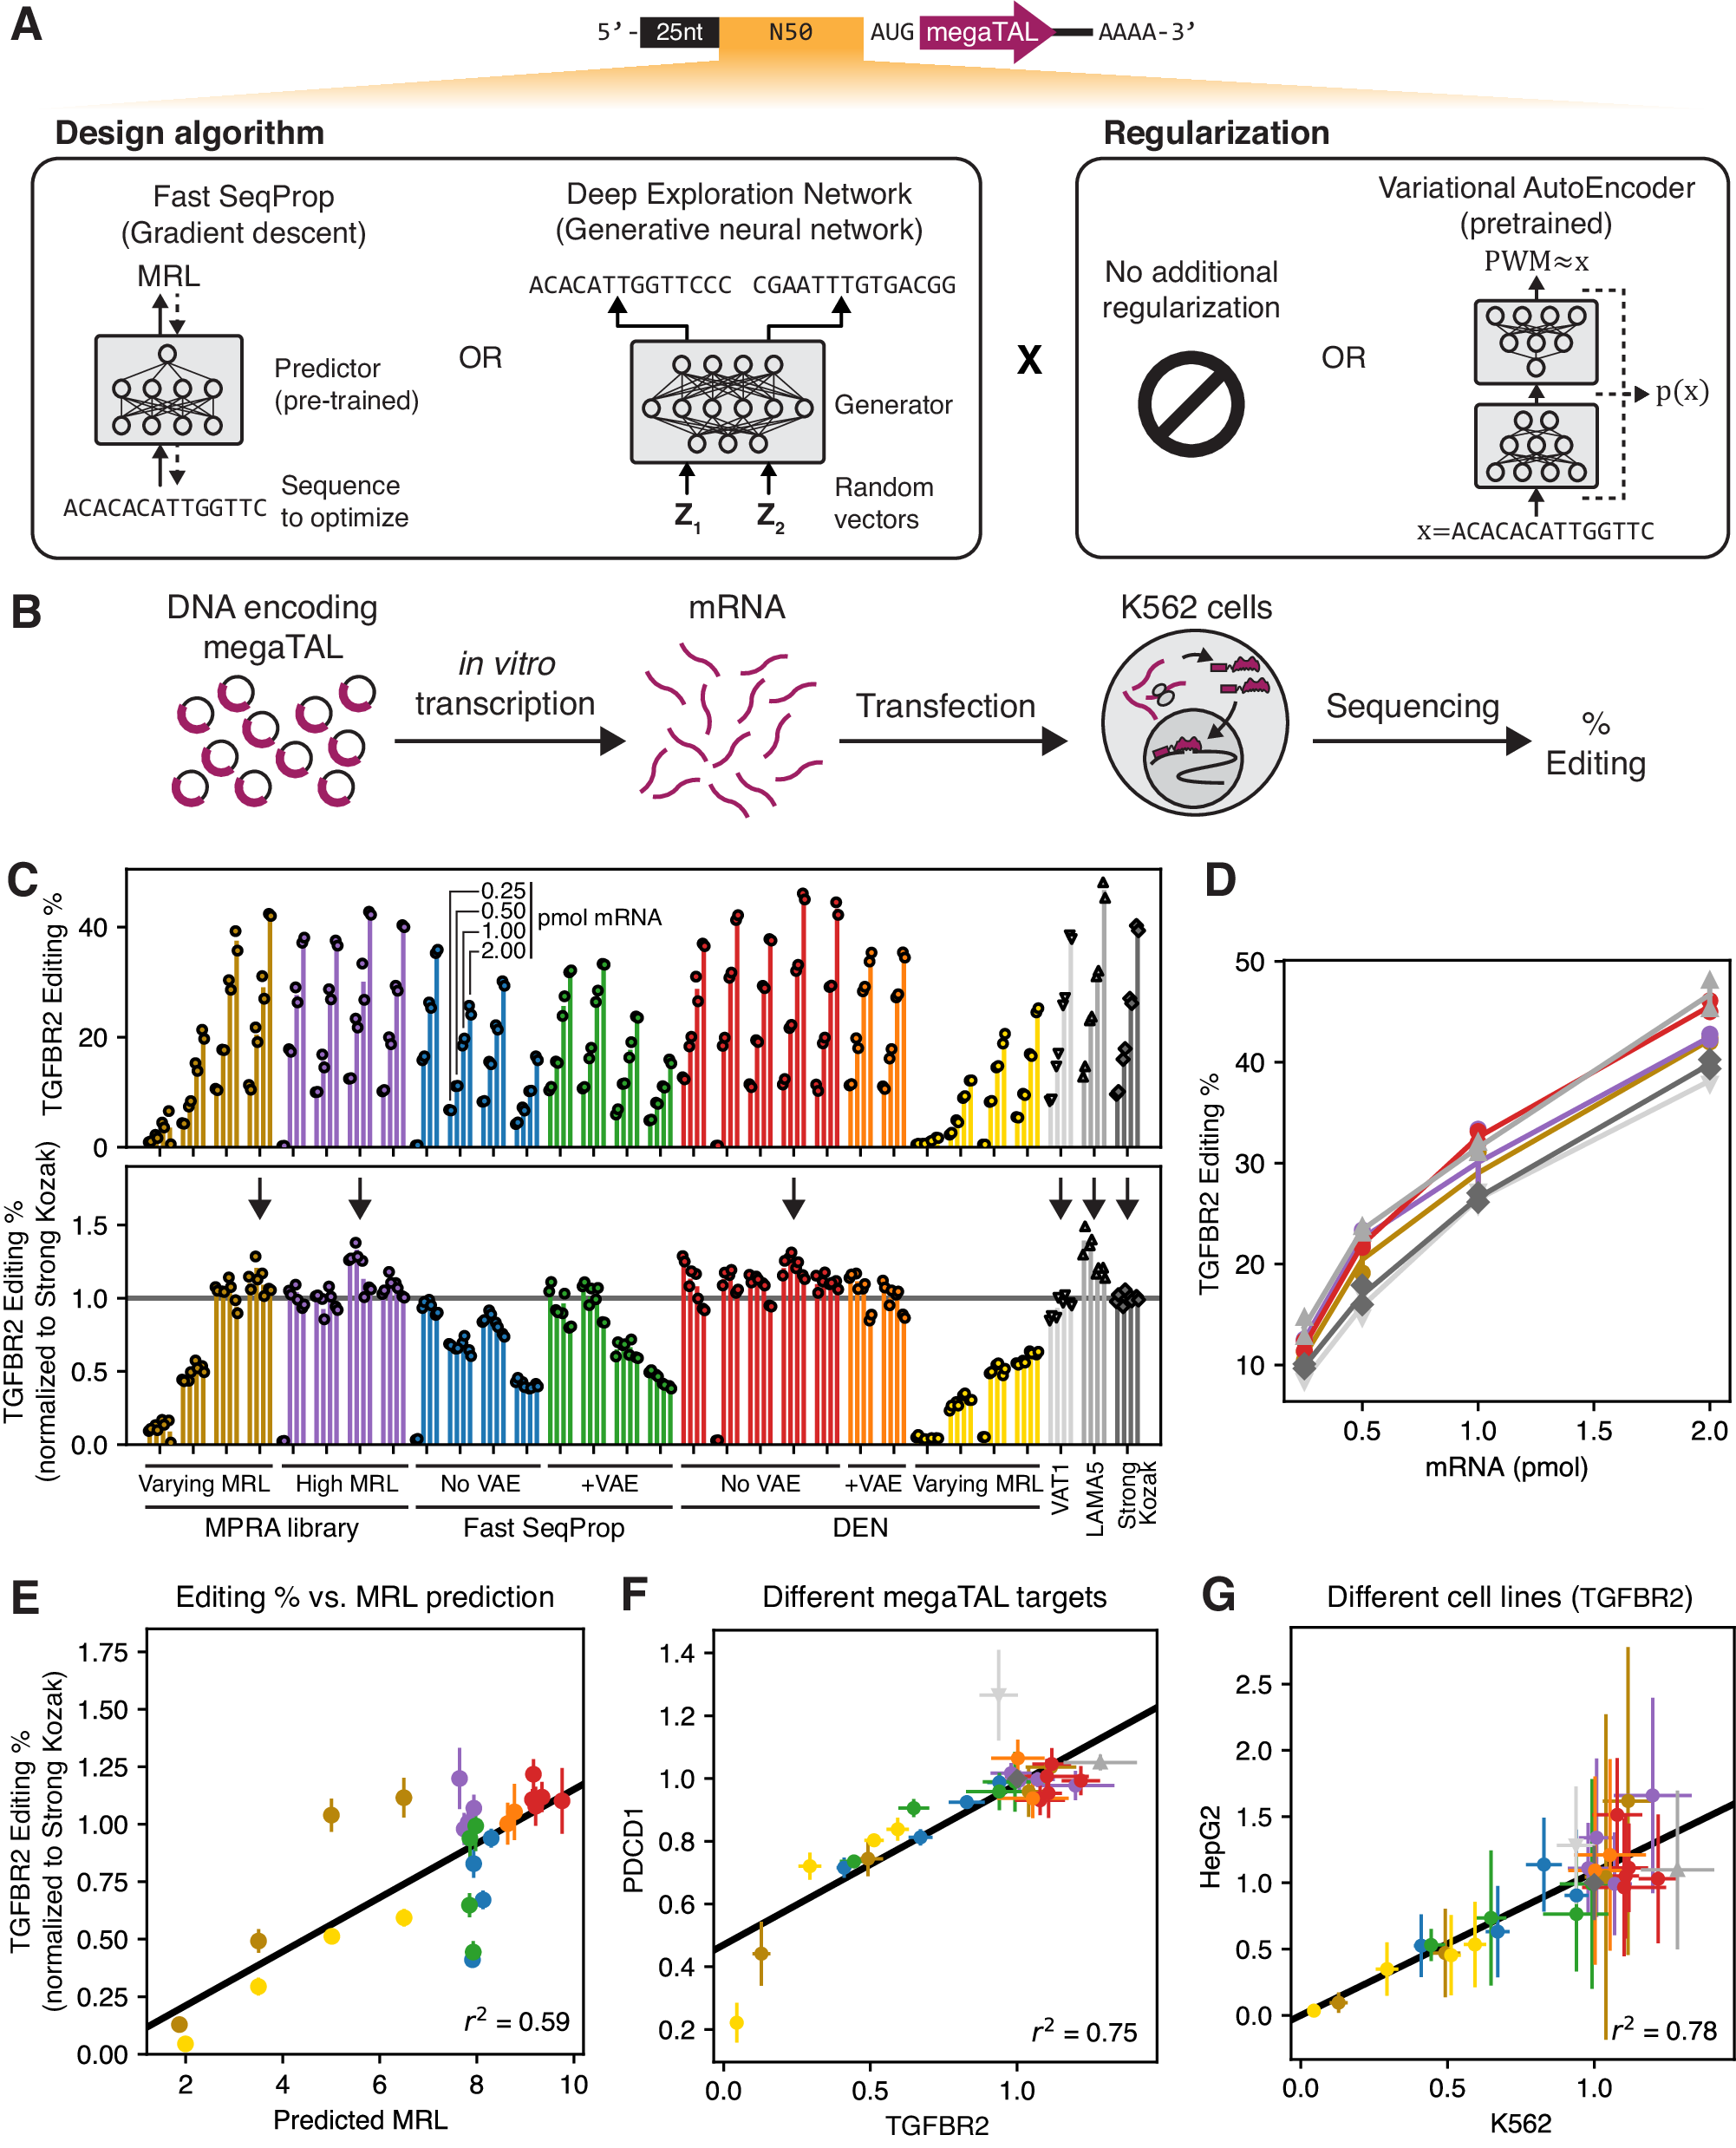 A
5’-
25nt
N50
AUG
megaTAL
AAAA-3’
Design algorithm
Regularization
Fast SeqProp
(Gradient descent)
MRL
Predictor
(pre-trained)
ACACACATTGGTTC
Sequence
to optimize
OR
Deep Exploration Network
(Generative neural network)
ACACATTGGTTCCC
CGAATTTGTGACGG
Generator
Z1
Z2
Random
vectors
X
No additional
regularization
OR
Variational AutoEncoder
(pretrained)
PWM≈x
p(x)
x=ACACACATTGGTTC
B
DNA encoding
megaTAL
in vitro
transcription
mRNA
Transfection
K562 cells
Sequencing
%
Editing
C
TGFBR2 Editing %
40
20
0
0.25
0.50
1.00
2.00
pmol mRNA
TGFBR2 Editing %
(normalized to Strong Kozak)
1.5
1.0
0.5
0.0
Varying MRL
High MRL
No VAE
+VAE
No VAE
+VAE
Varying MRL
VAT1
LAMA5
Strong
Kozak
MPRA library
Fast SeqProp
DEN
D
TGFBR2 Editing %
50
40
30
20
10
0.5
1.0
1.5
2.0
mRNA (pmol)
E
Editing % vs. MRL prediction
TGFBR2 Editing %
(normalized to Strong Kozak)
1.75
1.50
1.25
1.00
0.75
0.50
0.25
0.00
r² = 0.59
2
4
6
8
10
Predicted MRL
F
Different megaTAL targets
PDCD1
1.4
1.2
1.0
0.8
0.6
0.4
0.2
r² = 0.75
0.0
0.5
1.0
TGFBR2
G
Different cell lines (TGFBR2)
HepG2
2.5
2.0
1.5
1.0
0.5
0.0
r² = 0.78
0.0
0.5
1.0
K562